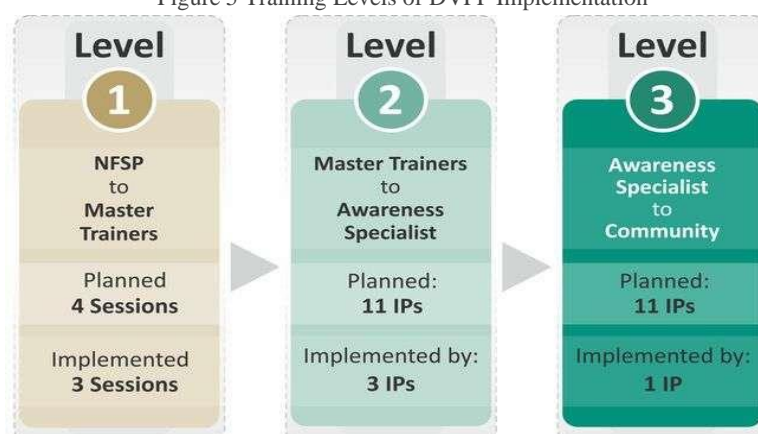 Figure 3 Training Levels of DVPP Implementation
Level
1
NFSP
to
Master
Trainers
Planned
4 Sessions
Implemented
3 Sessions
Level
2
Master Trainers
to
Awareness
Specialist
Planned:
11 IPs
Implemented by:
3 IPs
Level
3
Awareness
Specialist
to
Community
Planned:
11 IPs
Implemented by:
1 IP